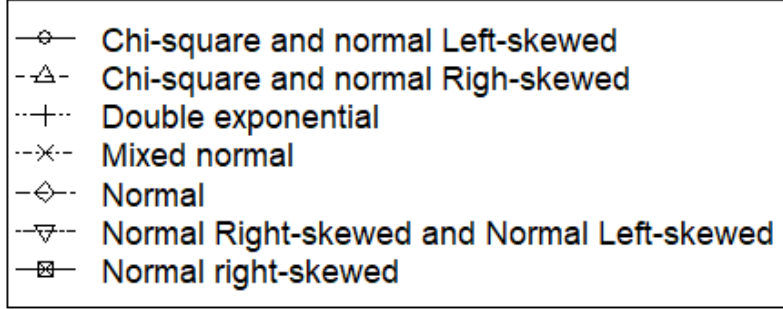 Chi-square and normal Left-skewed
Chi-square and normal Righ-skewed
Double exponential
Mixed normal
Normal
Normal Right-skewed and Normal Left-skewed
Normal right-skewed